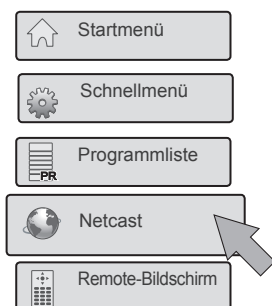 Startmenü
Schnellmenü
Programmliste
PR
Netcast
Remote-Bildschirm